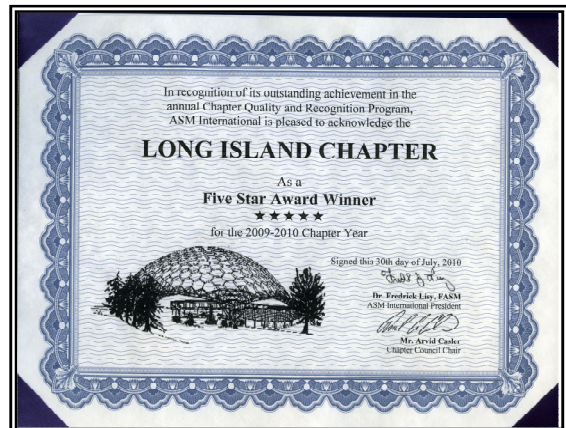 In recognition of its outstanding achievement in the
annual Chapter Quality and Recognition Program,
ASM International is pleased to acknowledge the
LONG ISLAND CHAPTER
As a
Five Star Award Winner
★★★★★
for the 2009-2010 Chapter Year
Signed this 30th day of July, 2010
Dr. Fredrick Lisy, FASM
ASM International President
Mr. Arvid Casler
Chapter Council Chair